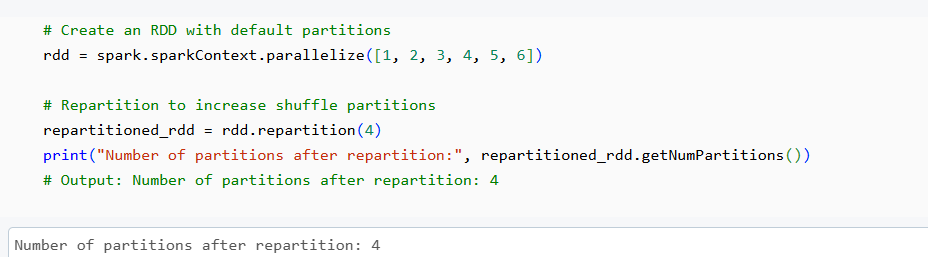 # Create an RDD with default partitions
rdd = spark.sparkContext.parallelize([1, 2, 3, 4, 5, 6])
# Repartition to increase shuffle partitions
repartitioned_rdd = rdd.repartition(4)
print("Number of partitions after repartition:", repartitioned_rdd.getNumPartitions())
# Output: Number of partitions after repartition: 4
Number of partitions after repartition: 4